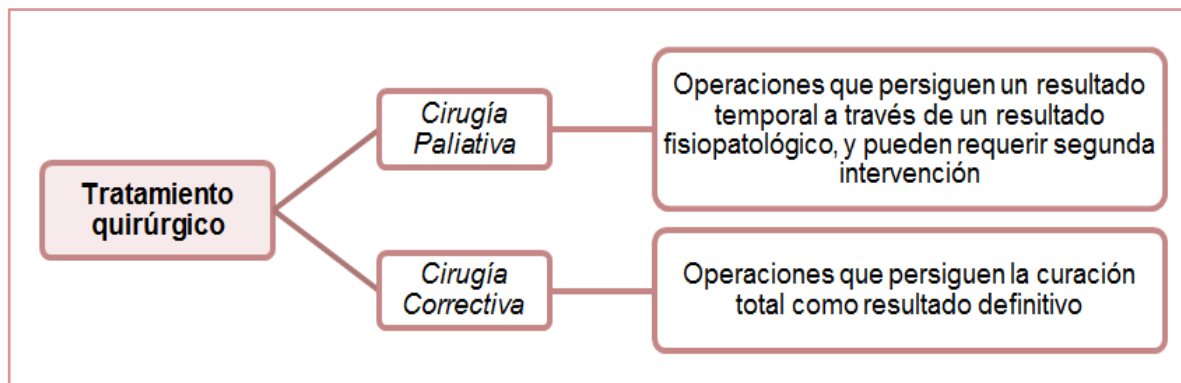 Tratamiento
quirúrgico
Cirugía
Paliativa
Operaciones que persiguen un resultado
temporal a través de un resultado
fisiopatológico, y pueden requerir segunda
intervención
Cirugía
Correctiva
Operaciones que persiguen la curación
total como resultado definitivo